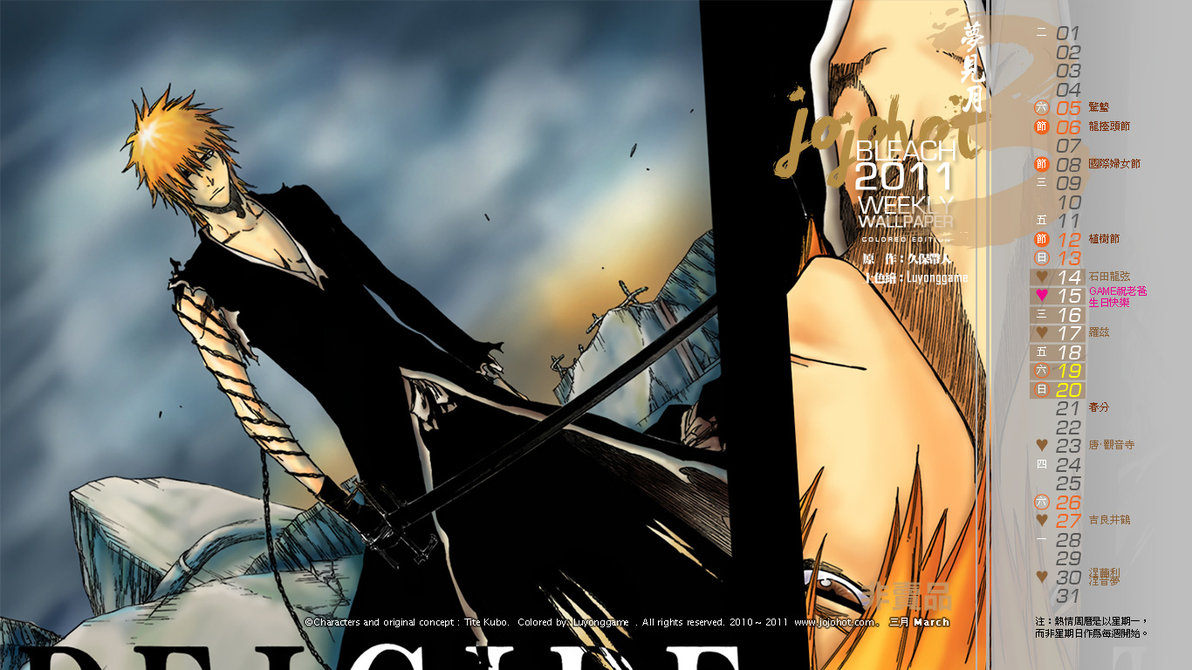 夢見月
jojohot
BLEACH
2011
WEEKLY
WALLPAPER
COLORED EDITION
原 作：久保帶人
Luyonggame
二 01
02
03
04
六 05 驚蟄
節 06 龍擡頭節
07
節 08 國際婦女節
三 09
10
五 11
節 12 植樹節
日 13
14 石田龍弦
15 GAME祝老爸
生日快樂
三 16
17 羅茲
五 18
六 19
日 20
21 春分
22
23 唐·觀音寺
四 24
25
六 26
27 吉良井鶴
一 28
29
30 涅繭利
涅音夢
31
非賣品
©Characters and original concept : Tite Kubo. Colored by: Luyonggame . All rights reserved. 2010 ~ 2011 www.jojohot.com。 三月 March
注：熱情周曆是以星期一，
而非星期日作爲每週開始。